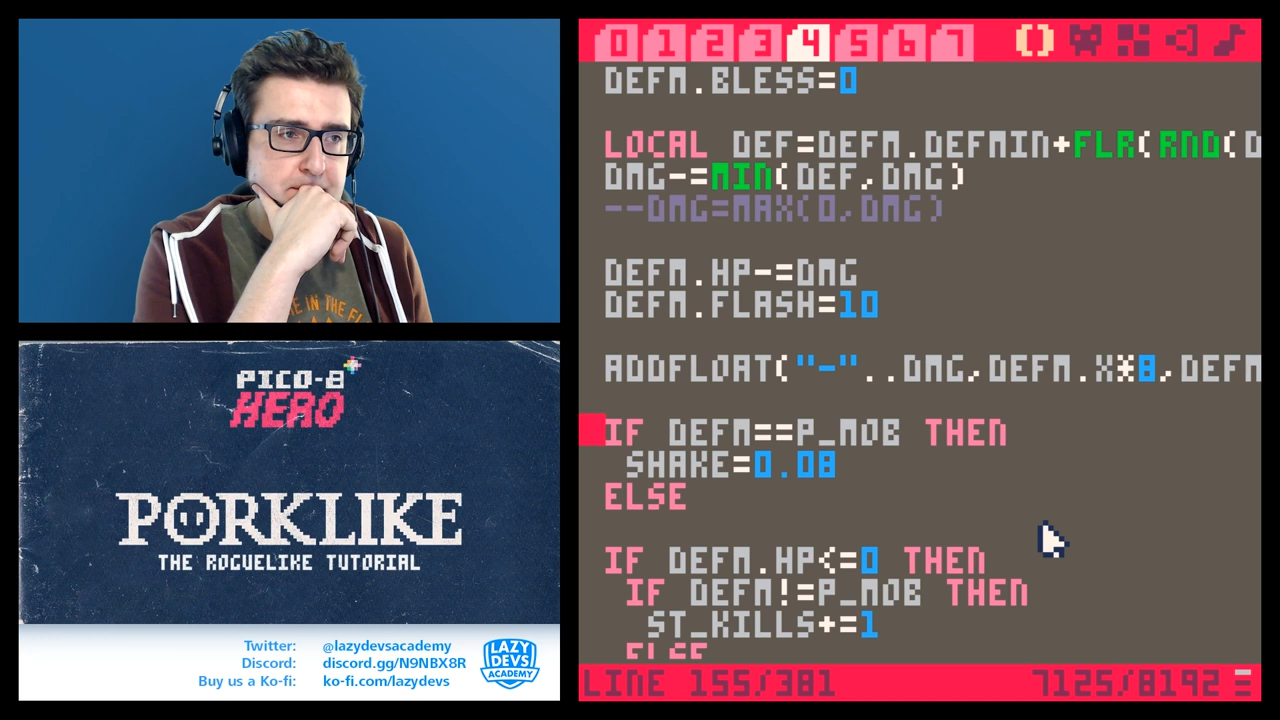 0 1 2 3 4 5 6 7
DEFM.BLESS=0
LOCAL DEF=DEFM.DEFMIN+FLR(RND(D
DMG-=MIN(DEF,DMG)
--DMG=MAX(0,DMG)
DEFM.HP-=DMG
DEFM.FLASH=10
ADDFLOAT("-"..DMG,DEFM.X*8,DEFM
IF DEFM==P_MOB THEN
SHAKE=0.08
ELSE
IF DEFM.HP<=0 THEN
IF DEFM!=P_MOB THEN
ST_KILLS+=1
ELSE
LINE 155/381 7125/8192
PICO-8
HERO
PORKLIKE
THE ROGUELIKE TUTORIAL
Twitter: @lazydevsacademy
Discord: discord.gg/N9NBX8R
Buy us a Ko-fi: ko-fi.com/lazydevs
LAZY
DEVS
ACADEMY